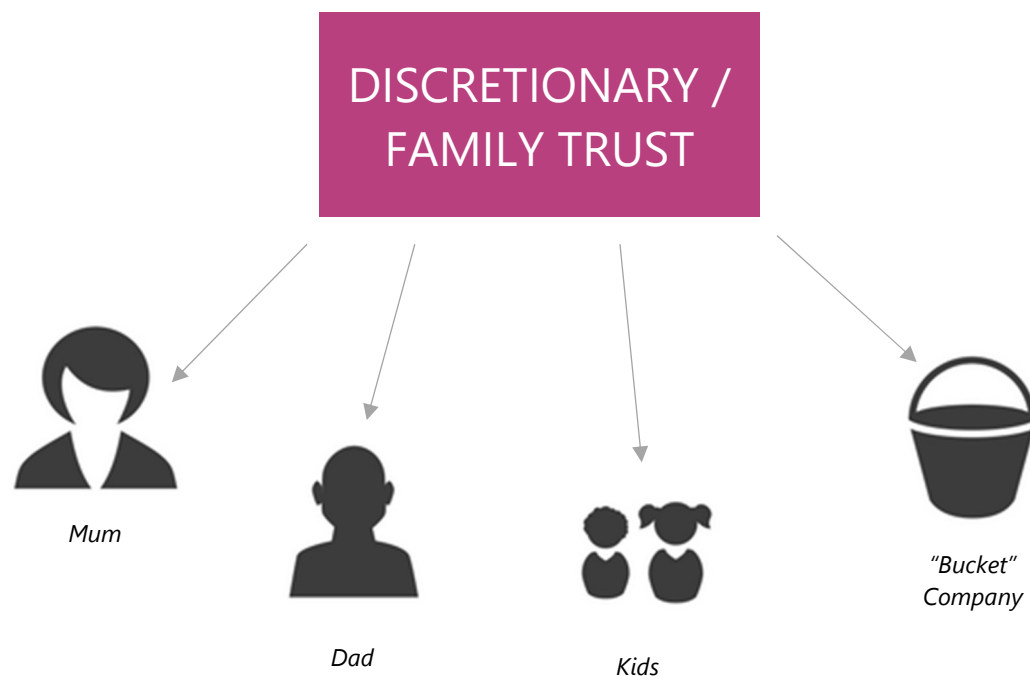 DISCRETIONARY /
FAMILY TRUST
Mum
Dad
Kids
“Bucket”
Company